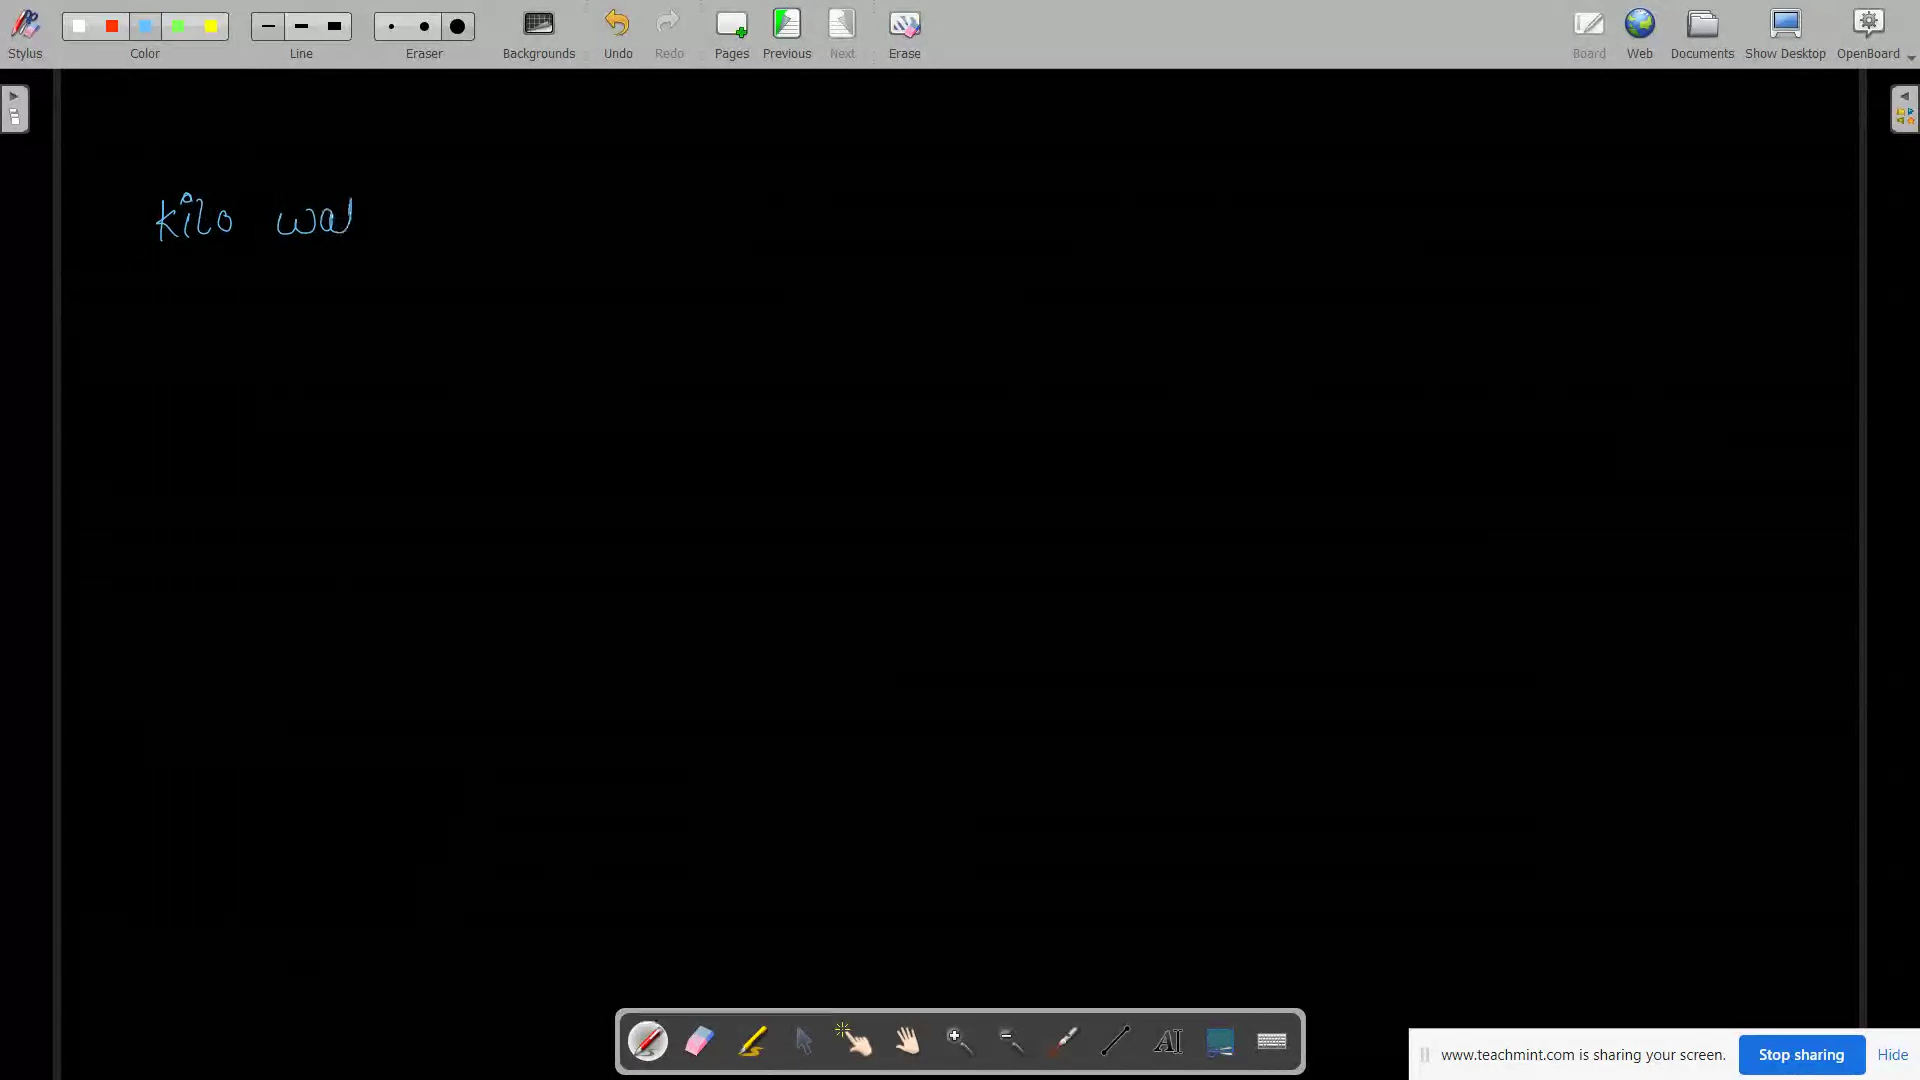 Stylus Color Line Eraser Backgrounds Undo Redo Pages Previous Next Erase Board Web Documents Show Desktop OpenBoard
kilo wat
AI
www.teachmint.com is sharing your screen. Stop sharing Hide